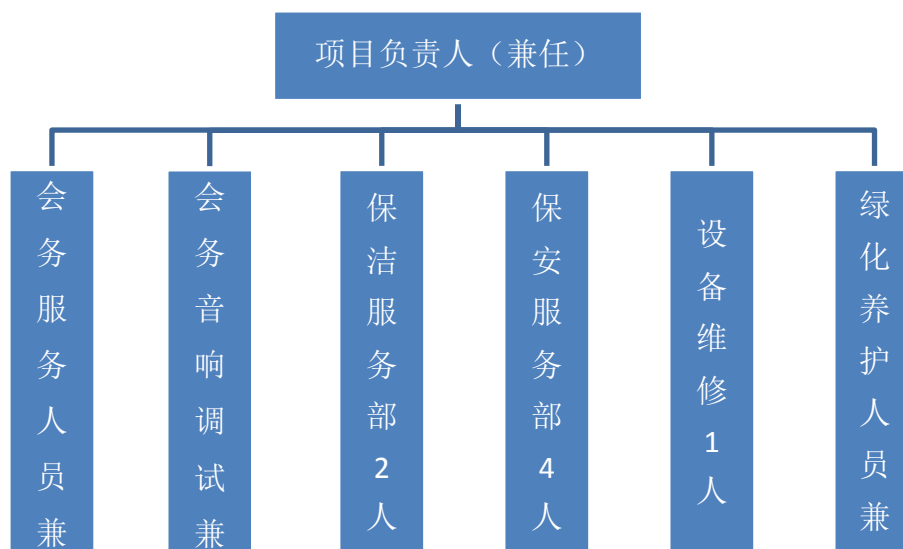 项目负责人（兼任）
会务服务人员兼
会务音响调试兼
保洁服务部2人
保安服务部4人
设备维修1人
绿化养护人员兼